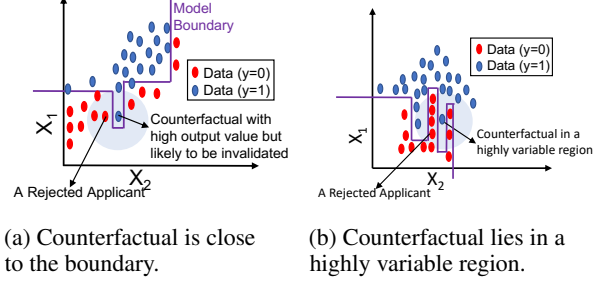 Model
Boundary
Data (y=0)
Data (y=1)
X1
Counterfactual with
high output value but
likely to be invalidated
X2
A Rejected Applicant
(a) Counterfactual is close
to the boundary.
Data (y=0)
Data (y=1)
X1
Counterfactual in a
highly variable region
X2
A Rejected Applicant
(b) Counterfactual lies in a
highly variable region.